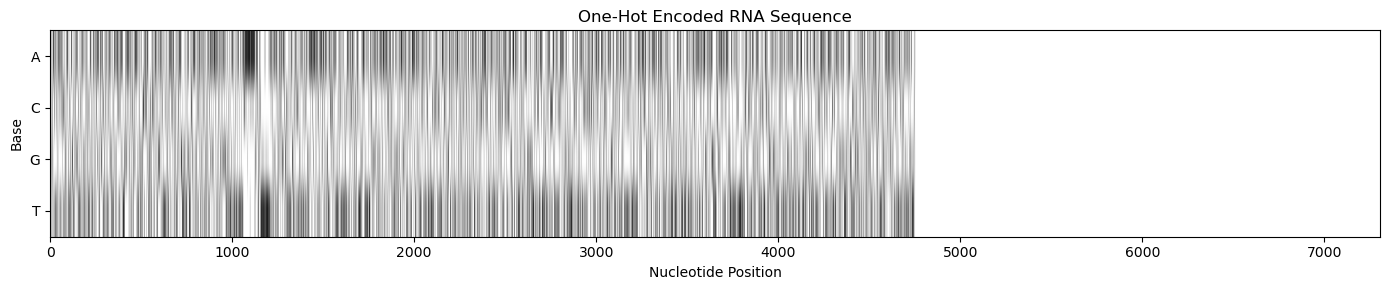 One-Hot Encoded RNA Sequence
Base
A
C
G
T
0 1000 2000 3000 4000 5000 6000 7000
Nucleotide Position